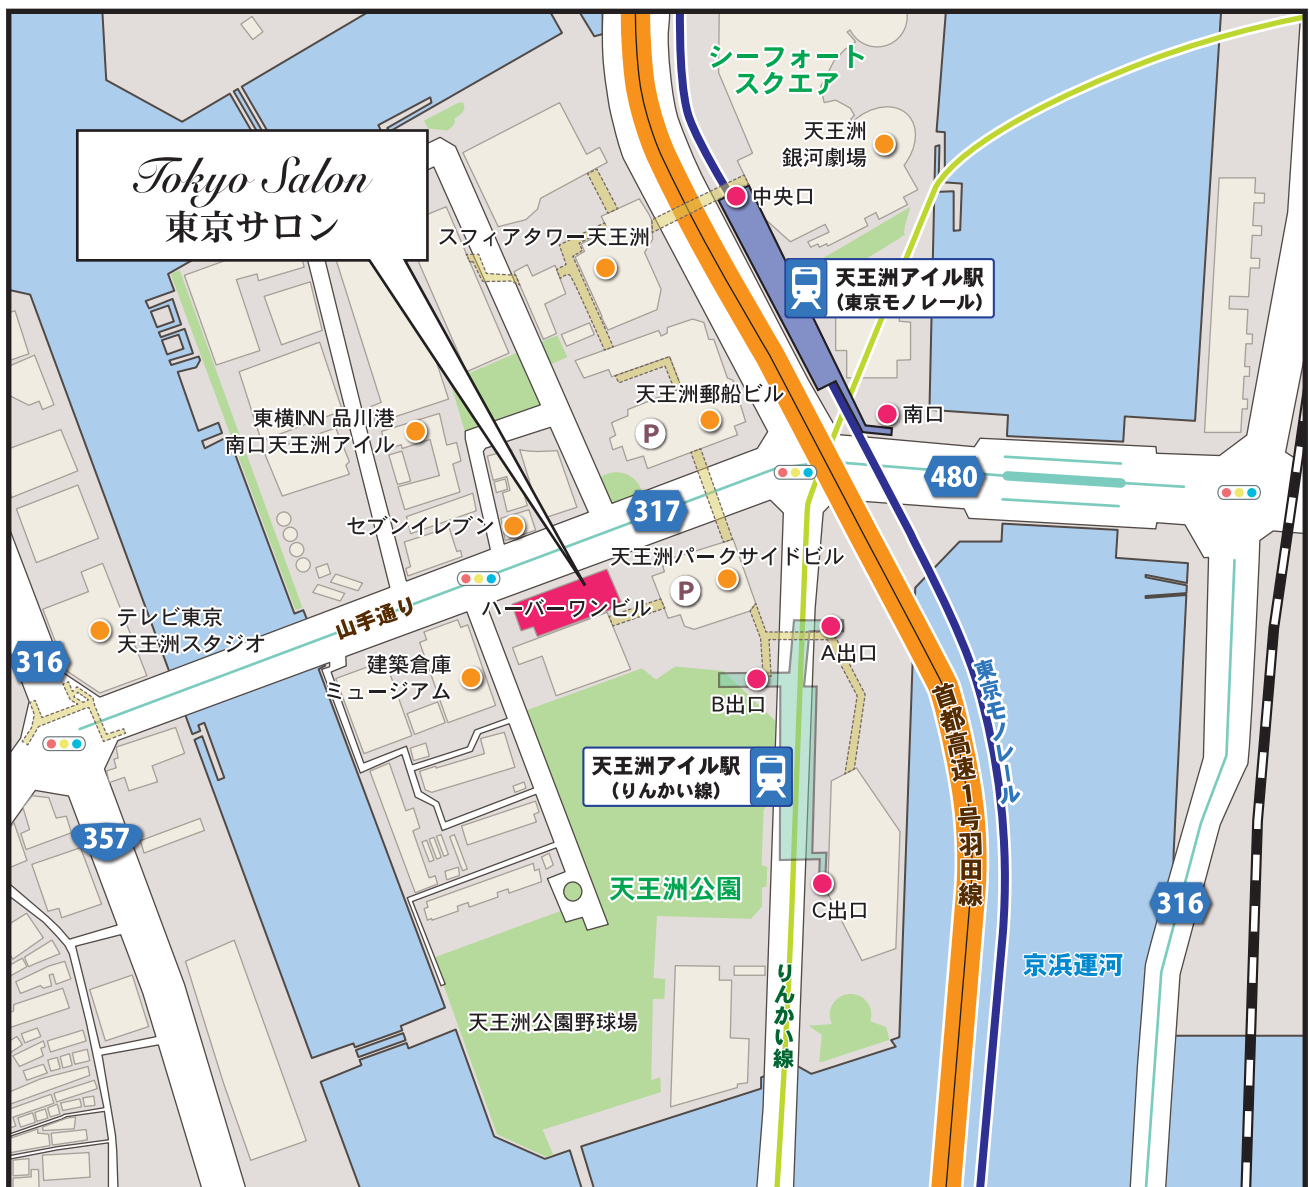 シーフォート
スクエア
天王洲
銀河劇場
中央口
Tokyo Salon
東京サロン
スフィアタワー天王洲
天王洲アイル駅
(東京モノレール)
天王洲郵船ビル
P
南口
東横INN 品川港
南口天王洲アイル
480
317
セブンイレブン
天王洲パークサイドビル
P
ハーバーワンビル
山手通り
テレビ東京
天王洲スタジオ
316
建築倉庫
ミュージアム
A出口
B出口
首都高速1号羽田線
東京モノレール
天王洲アイル駅
(りんかい線)
357
天王洲公園
C出口
316
京浜運河
りんかい線
天王洲公園野球場